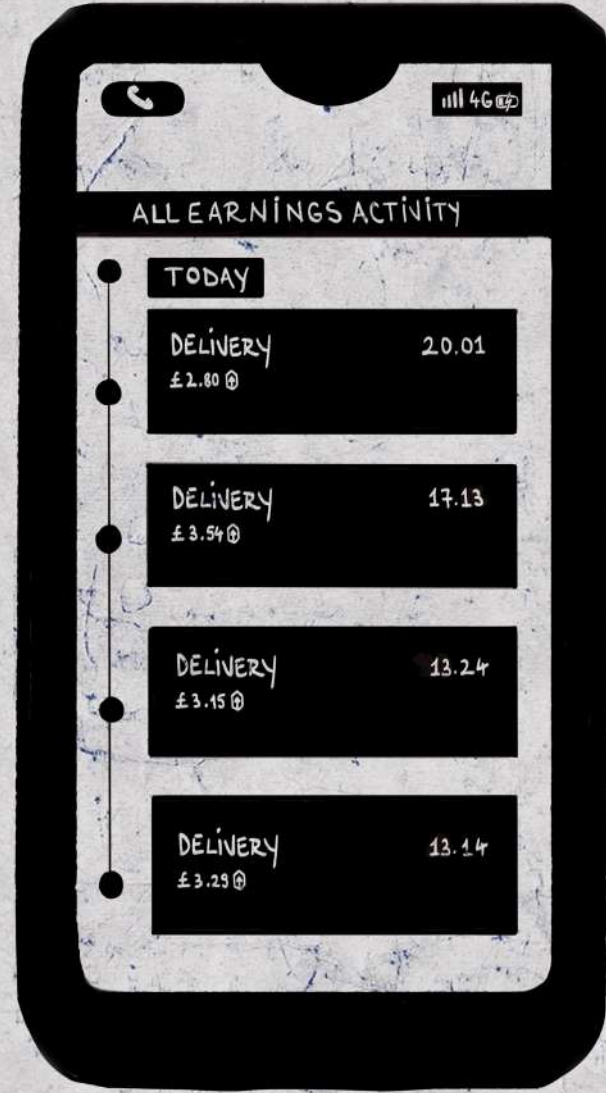 4G
ALL EARNINGS ACTIVITY
TODAY
DELIVERY 20.01
£2.80
DELIVERY 17.13
£3.54
DELIVERY 13.24
£3.15
DELIVERY 13.14
£3.29